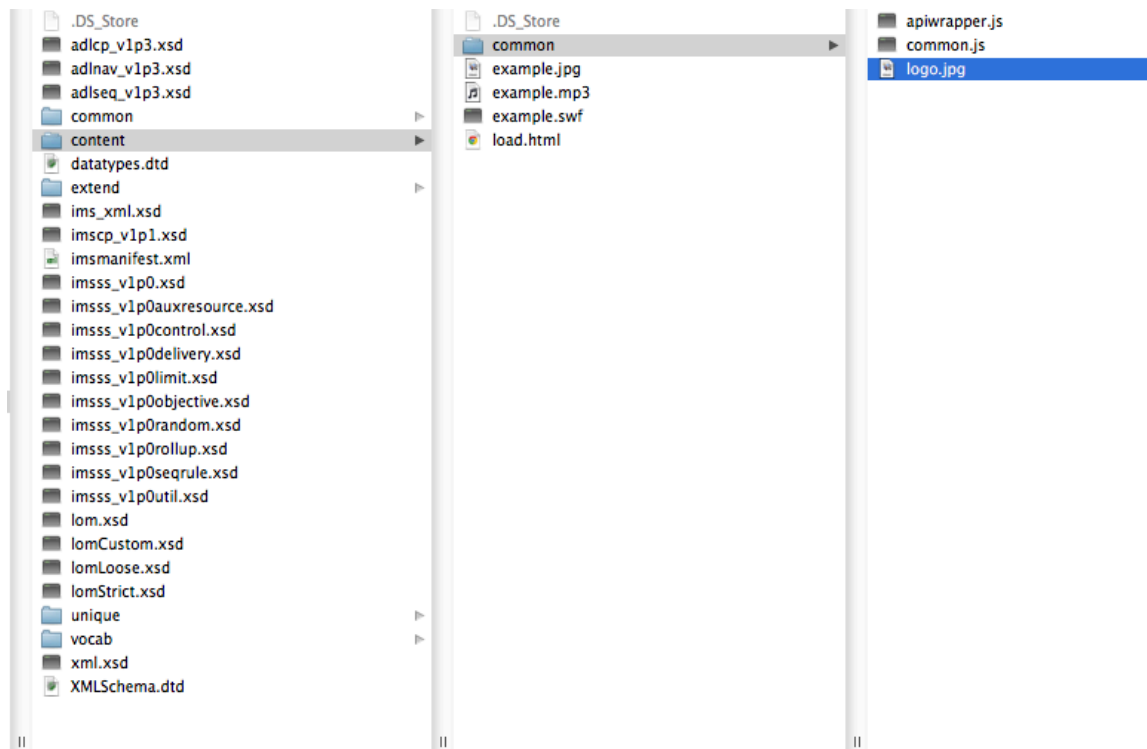 .DS_Store
adlcp_v1p3.xsd
adlnav_v1p3.xsd
adlseq_v1p3.xsd
common
content
datatypes.dtd
extend
ims_xml.xsd
imscp_v1p1.xsd
imsmanifest.xml
imsss_v1p0.xsd
imsss_v1p0auxresource.xsd
imsss_v1p0control.xsd
imsss_v1p0delivery.xsd
imsss_v1p0limit.xsd
imsss_v1p0objective.xsd
imsss_v1p0random.xsd
imsss_v1p0rollup.xsd
imsss_v1p0seqrule.xsd
imsss_v1p0util.xsd
lom.xsd
lomCustom.xsd
lomLoose.xsd
lomStrict.xsd
unique
vocab
xml.xsd
XMLSchema.dtd
.DS_Store
common
example.jpg
example.mp3
example.swf
load.html
apiwrapper.js
common.js
logo.jpg